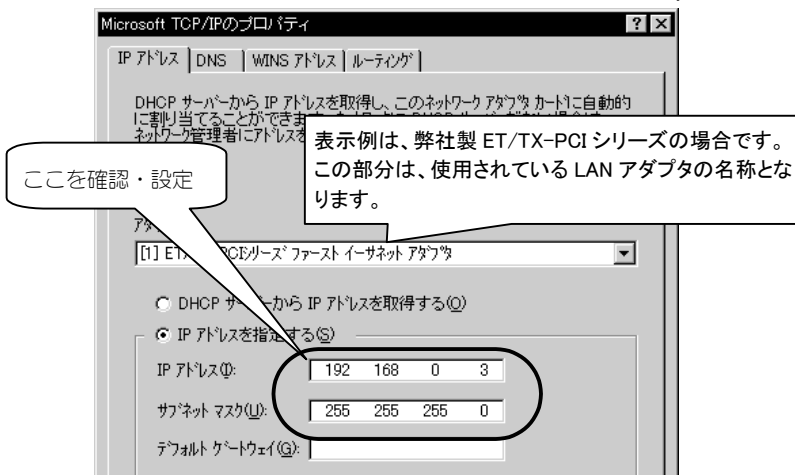 Microsoft TCP/IPのプロパティ
IP アドレス DNS WINS アドレス ルーティング
DHCP サーバーから IP アドレスを取得し、このネットワーク アダプタ カードに自動的
に割り当てることができま
ネットワーク管理者にアドレスを
表示例は、弊社製 ET/TX-PCI シリーズの場合です。
この部分は、使用されている LAN アダプタの名称とな
ります。
ここを確認・設定
[1] ET PCIシリーズ ファースト イーサネット アダプタ
DHCP サーバーから IP アドレスを取得する(O)
IP アドレスを指定する(S)
IP アドレス(I): 192 168 0 3
サブネット マスク(U): 255 255 255 0
デフォルト ゲートウェイ(G):